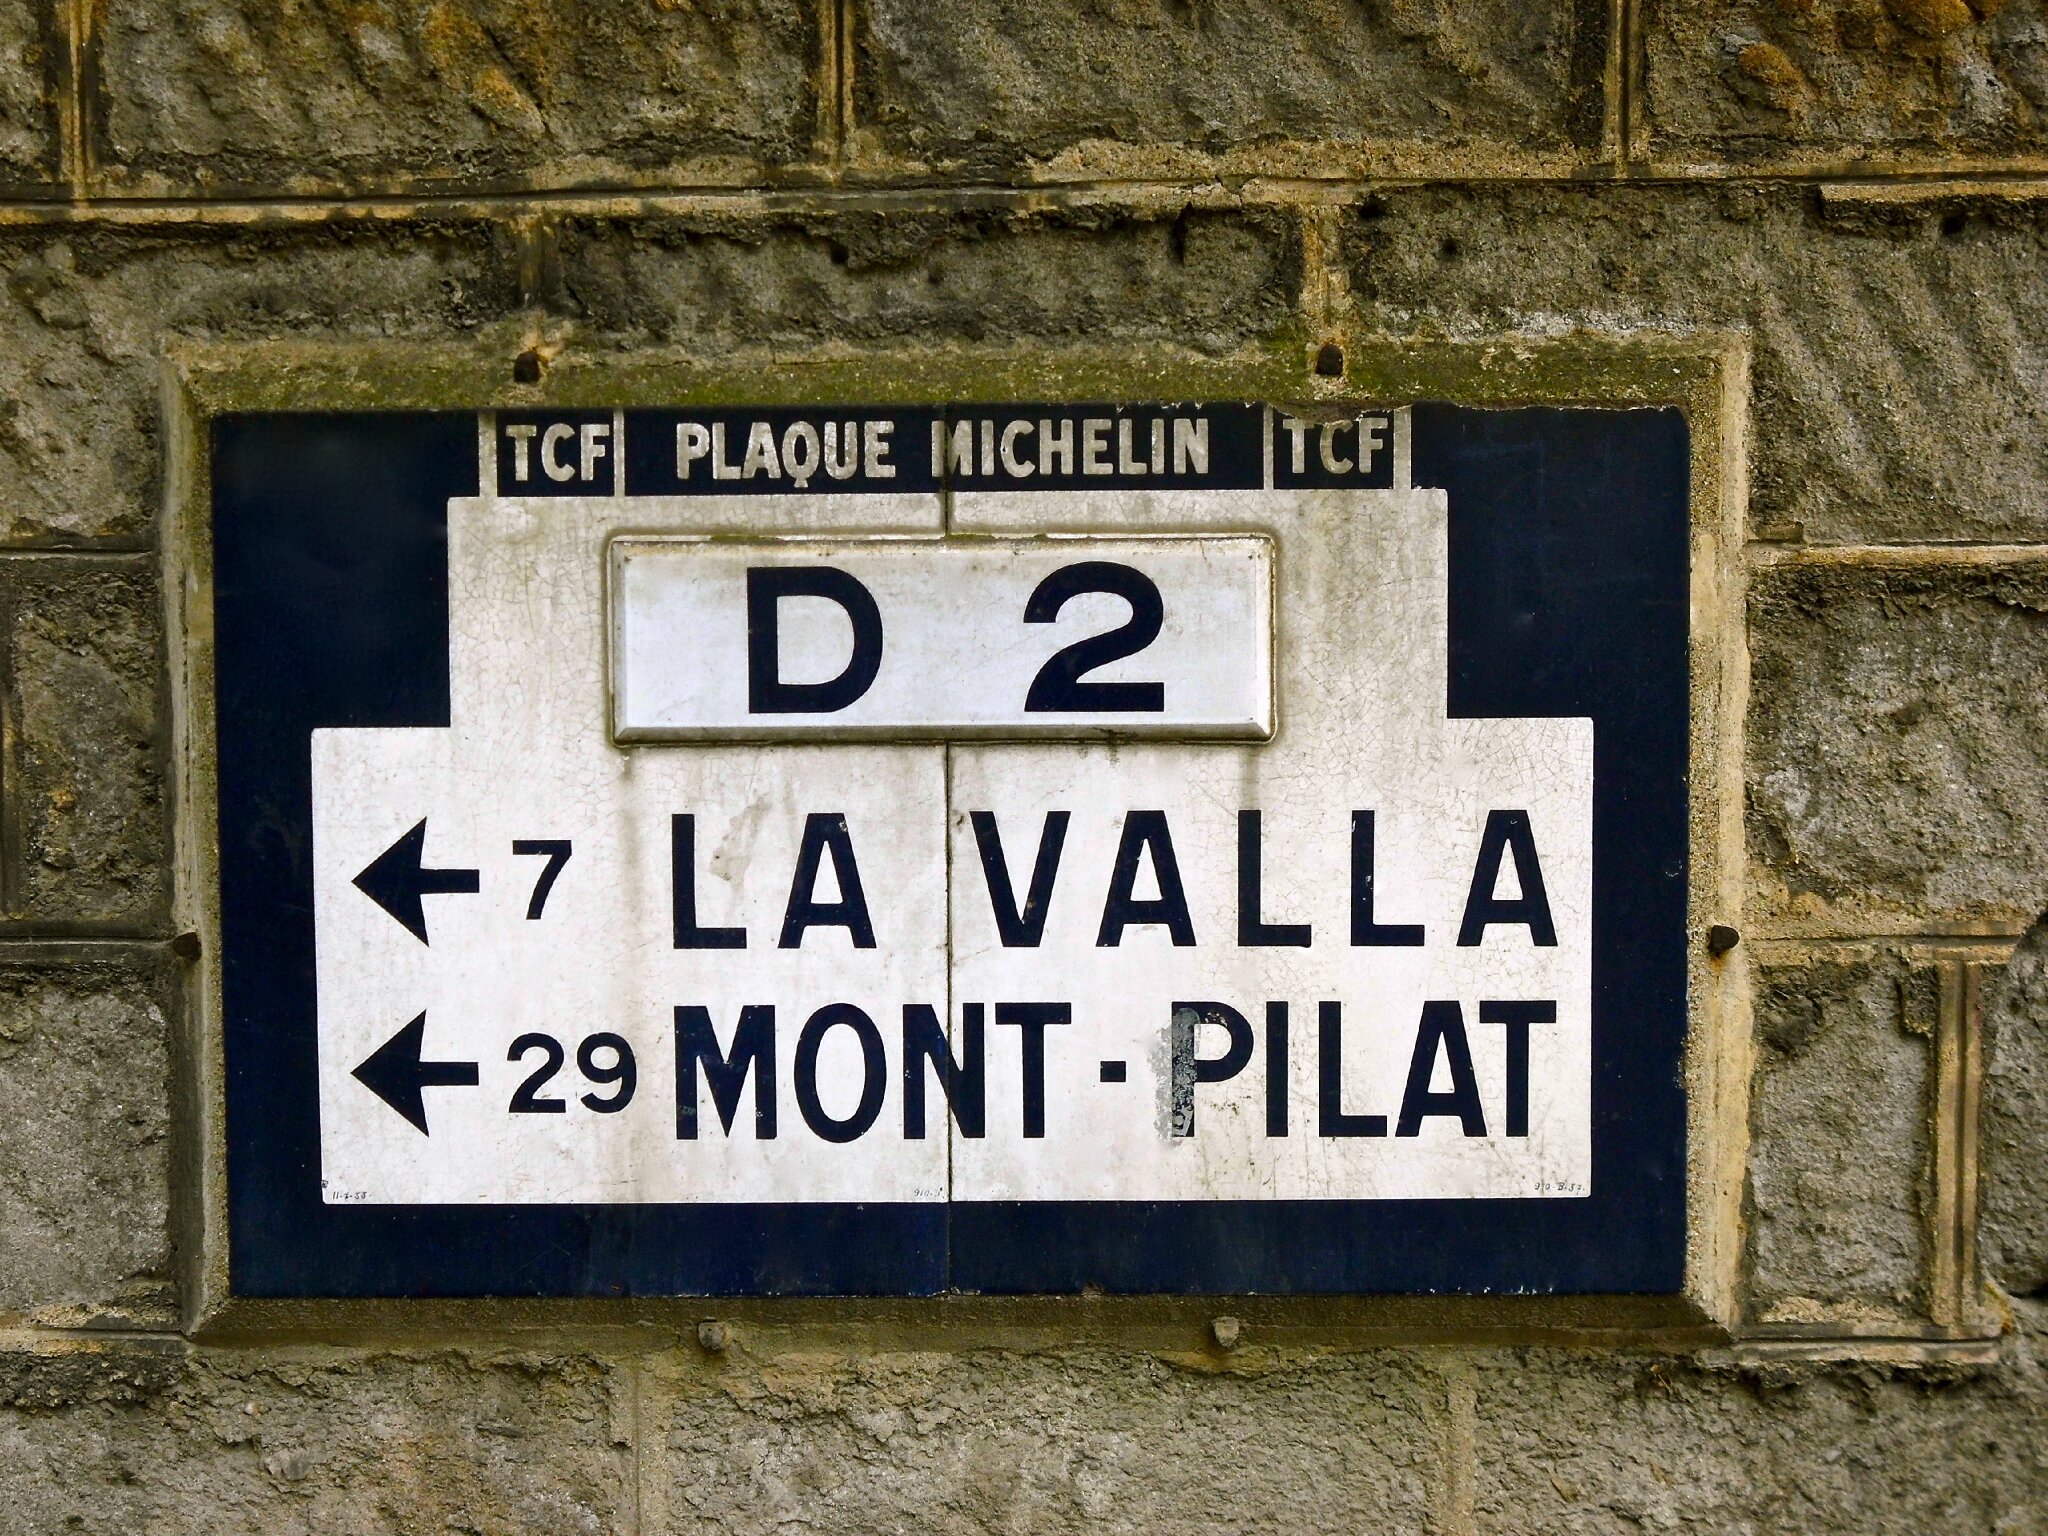 TCF PLAQUE MICHELIN TCF
D 2
7 LA VALLA
29 MONT-PILAT